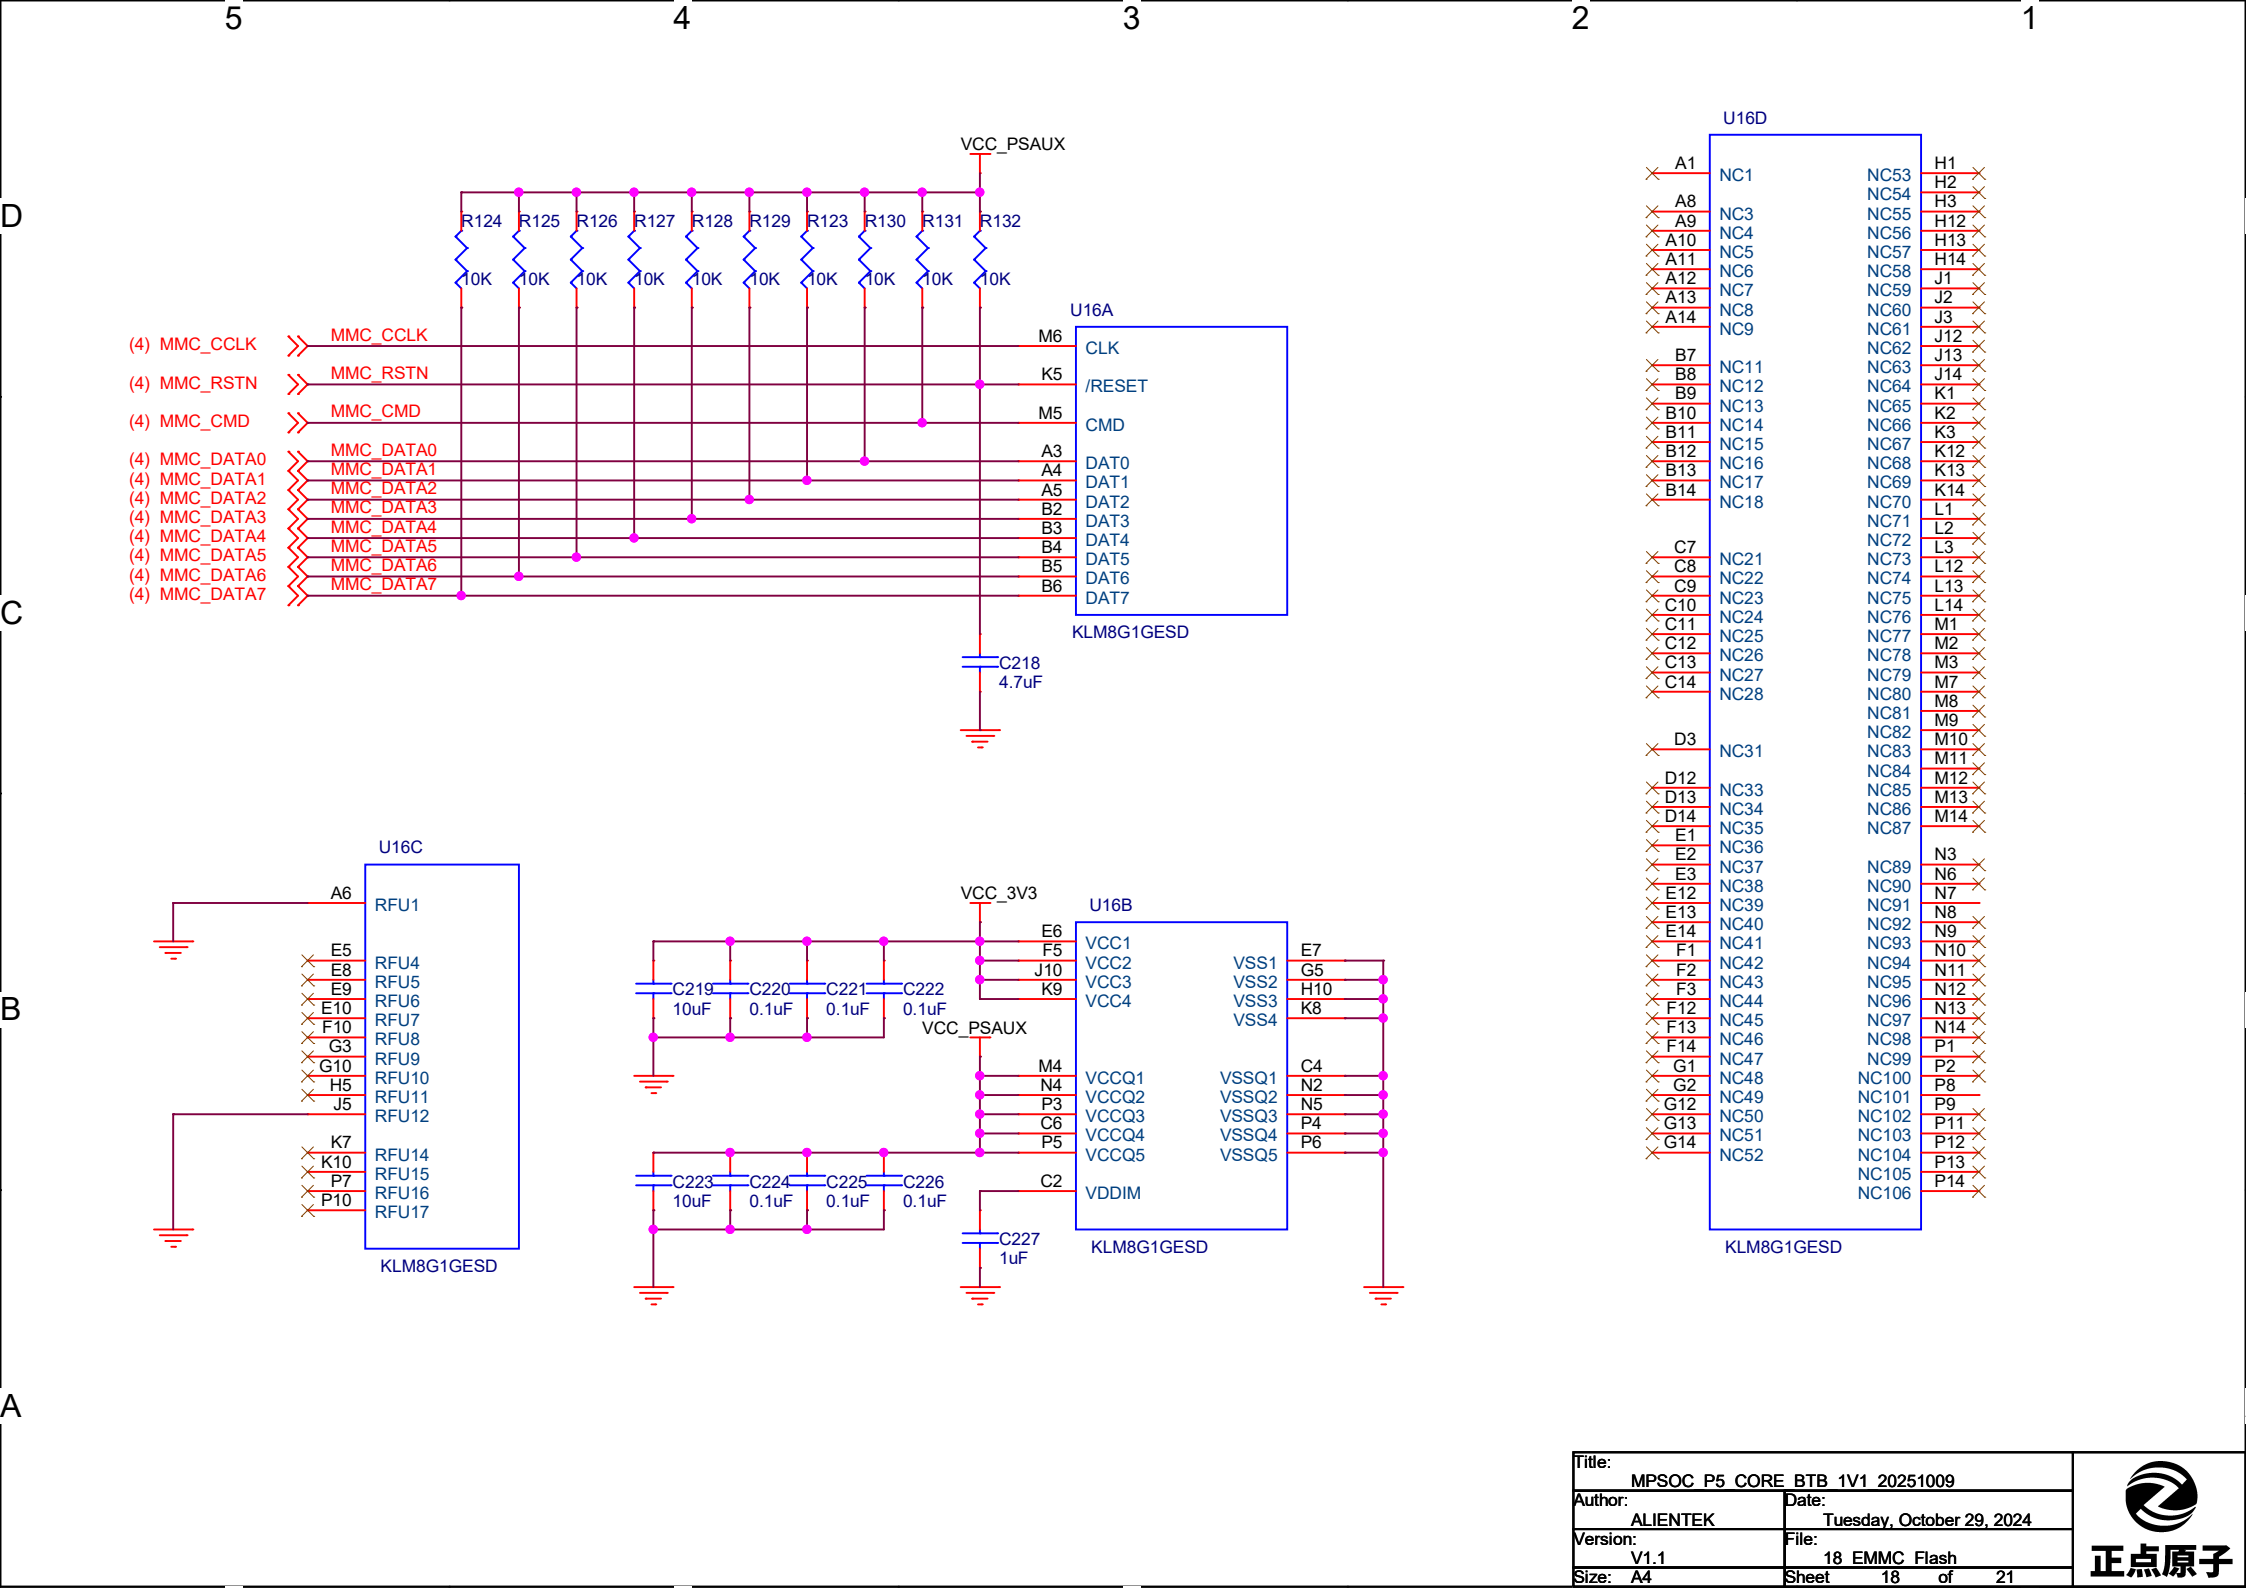 5 4 3 2 1
D
C
B
A
VCC_PSAUX
R124 R125 R126 R127 R128 R129 R123 R130 R131 R132
10K 10K 10K 10K 10K 10K 10K 10K 10K 10K
U16A
(4) MMC_CCLK MMC_CCLK M6 CLK
(4) MMC_RSTN MMC_RSTN K5 /RESET
(4) MMC_CMD MMC_CMD M5 CMD
(4) MMC_DATA0 MMC_DATA0 A3 DAT0
(4) MMC_DATA1 MMC_DATA1 A4 DAT1
(4) MMC_DATA2 MMC_DATA2 A5 DAT2
(4) MMC_DATA3 MMC_DATA3 B2 DAT3
(4) MMC_DATA4 MMC_DATA4 B3 DAT4
(4) MMC_DATA5 MMC_DATA5 B4 DAT5
(4) MMC_DATA6 MMC_DATA6 B5 DAT6
(4) MMC_DATA7 MMC_DATA7 B6 DAT7
KLM8G1GESD
C218
4.7uF
U16C
A6 RFU1
E5 RFU4
E8 RFU5
E9 RFU6
E10 RFU7
F10 RFU8
G3 RFU9
G10 RFU10
H5 RFU11
J5 RFU12
K7 RFU14
K10 RFU15
P7 RFU16
P10 RFU17
KLM8G1GESD
VCC_3V3
U16B
E6 VCC1
F5 VCC2
J10 VCC3
K9 VCC4
C219 C220 C221 C222
10uF 0.1uF 0.1uF 0.1uF
VCC_PSAUX
M4 VCCQ1
N4 VCCQ2
P3 VCCQ3
C6 VCCQ4
P5 VCCQ5
C2 VDDIM
C223 C224 C225 C226
10uF 0.1uF 0.1uF 0.1uF
C227
1uF
VSS1 E7
VSS2 G5
VSS3 H10
VSS4 K8
VSSQ1 C4
VSSQ2 N2
VSSQ3 N5
VSSQ4 P4
VSSQ5 P6
KLM8G1GESD
U16D
A1 NC1
A8 NC3
A9 NC4
A10 NC5
A11 NC6
A12 NC7
A13 NC8
A14 NC9
B7 NC11
B8 NC12
B9 NC13
B10 NC14
B11 NC15
B12 NC16
B13 NC17
B14 NC18
C7 NC21
C8 NC22
C9 NC23
C10 NC24
C11 NC25
C12 NC26
C13 NC27
C14 NC28
D3 NC31
D12 NC33
D13 NC34
D14 NC35
E1 NC36
E2 NC37
E3 NC38
E12 NC39
E13 NC40
E14 NC41
F1 NC42
F2 NC43
F3 NC44
F12 NC45
F13 NC46
F14 NC47
G1 NC48
G2 NC49
G12 NC50
G13 NC51
G14 NC52
NC53 H1
NC54 H2
NC55 H3
NC56 H12
NC57 H13
NC58 H14
NC59 J1
NC60 J2
NC61 J3
NC62 J12
NC63 J13
NC64 J14
NC65 K1
NC66 K2
NC67 K3
NC68 K12
NC69 K13
NC70 K14
NC71 L1
NC72 L2
NC73 L3
NC74 L12
NC75 L13
NC76 L14
NC77 M1
NC78 M2
NC79 M3
NC80 M7
NC81 M8
NC82 M9
NC83 M10
NC84 M11
NC85 M12
NC86 M13
NC87 M14
NC89 N3
NC90 N6
NC91 N7
NC92 N8
NC93 N9
NC94 N10
NC95 N11
NC96 N12
NC97 N13
NC98 N14
NC99 P1
NC100 P2
NC101 P8
NC102 P9
NC103 P11
NC104 P12
NC105 P13
NC106 P14
KLM8G1GESD
Title:
MPSOC_P5_CORE_BTB_1V1_20251009
Author: Date:
ALIENTEK Tuesday, October 29, 2024
Version: File:
V1.1 18_EMMC_Flash
Size: A4 Sheet 18 of 21
正点原子